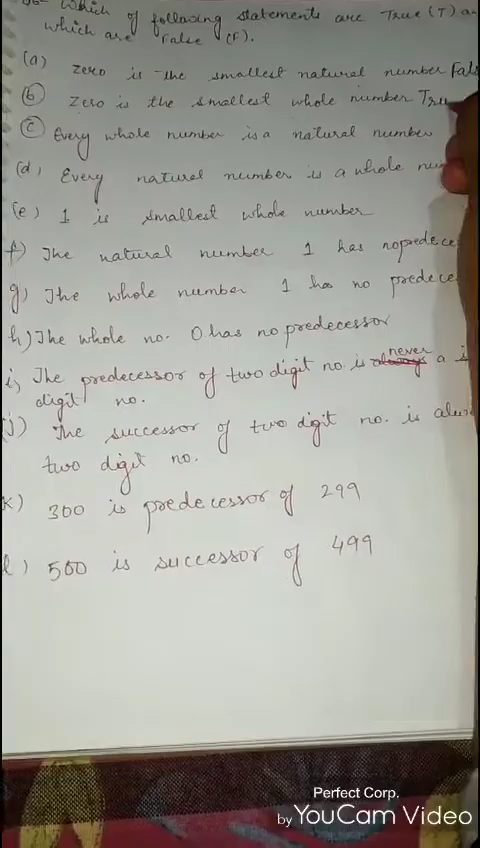 Which of following statements are True (T) an
which are False (F).
(a) zero is the smallest natural number Fals
(b) zero is the smallest whole number Tru
(c) Every whole number is a natural number
(d) Every natural number is a whole num
(e) 1 is smallest whole number
f) The natural number 1 has no predece
g) The whole number 1 has no predece
h) The whole no. 0 has no predecessor
i) The predecessor of two digit no. is never a
digit no.
j) The successor of two digit no. is alwa
two digit no.
k) 300 is predecessor of 299
l) 500 is successor of 499
Perfect Corp.
by YouCam Video